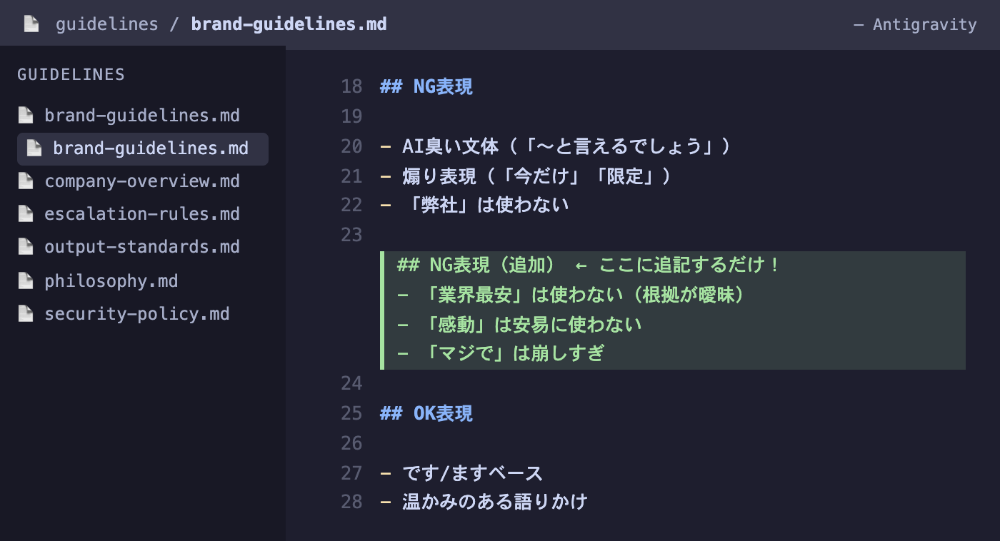 guidelines / brand-guidelines.md
— Antigravity
GUIDELINES
brand-guidelines.md
brand-guidelines.md
company-overview.md
escalation-rules.md
output-standards.md
philosophy.md
security-policy.md
18 ## NG表現
19
20 - AI臭い文体（「〜と言えるでしょう」）
21 - 煽り表現（「今だけ」「限定」）
22 - 「弊社」は使わない
23
## NG表現（追加） ← ここに追記するだけ！
- 「業界最安」は使わない（根拠が曖昧）
- 「感動」は安易に使わない
- 「マジで」は崩しすぎ
24
25 ## OK表現
26
27 - です/ますベース
28 - 温かみのある語りかけ